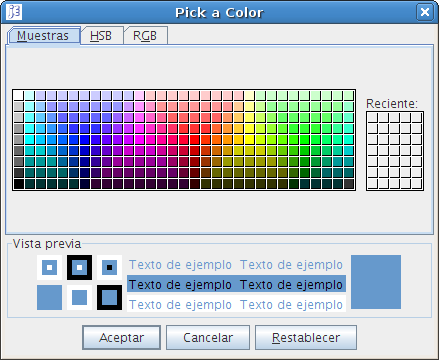 Pick a Color
Muestras HSB RGB
Reciente:
Vista previa
Texto de ejemplo Texto de ejemplo
Texto de ejemplo Texto de ejemplo
Texto de ejemplo Texto de ejemplo
Aceptar Cancelar Restablecer